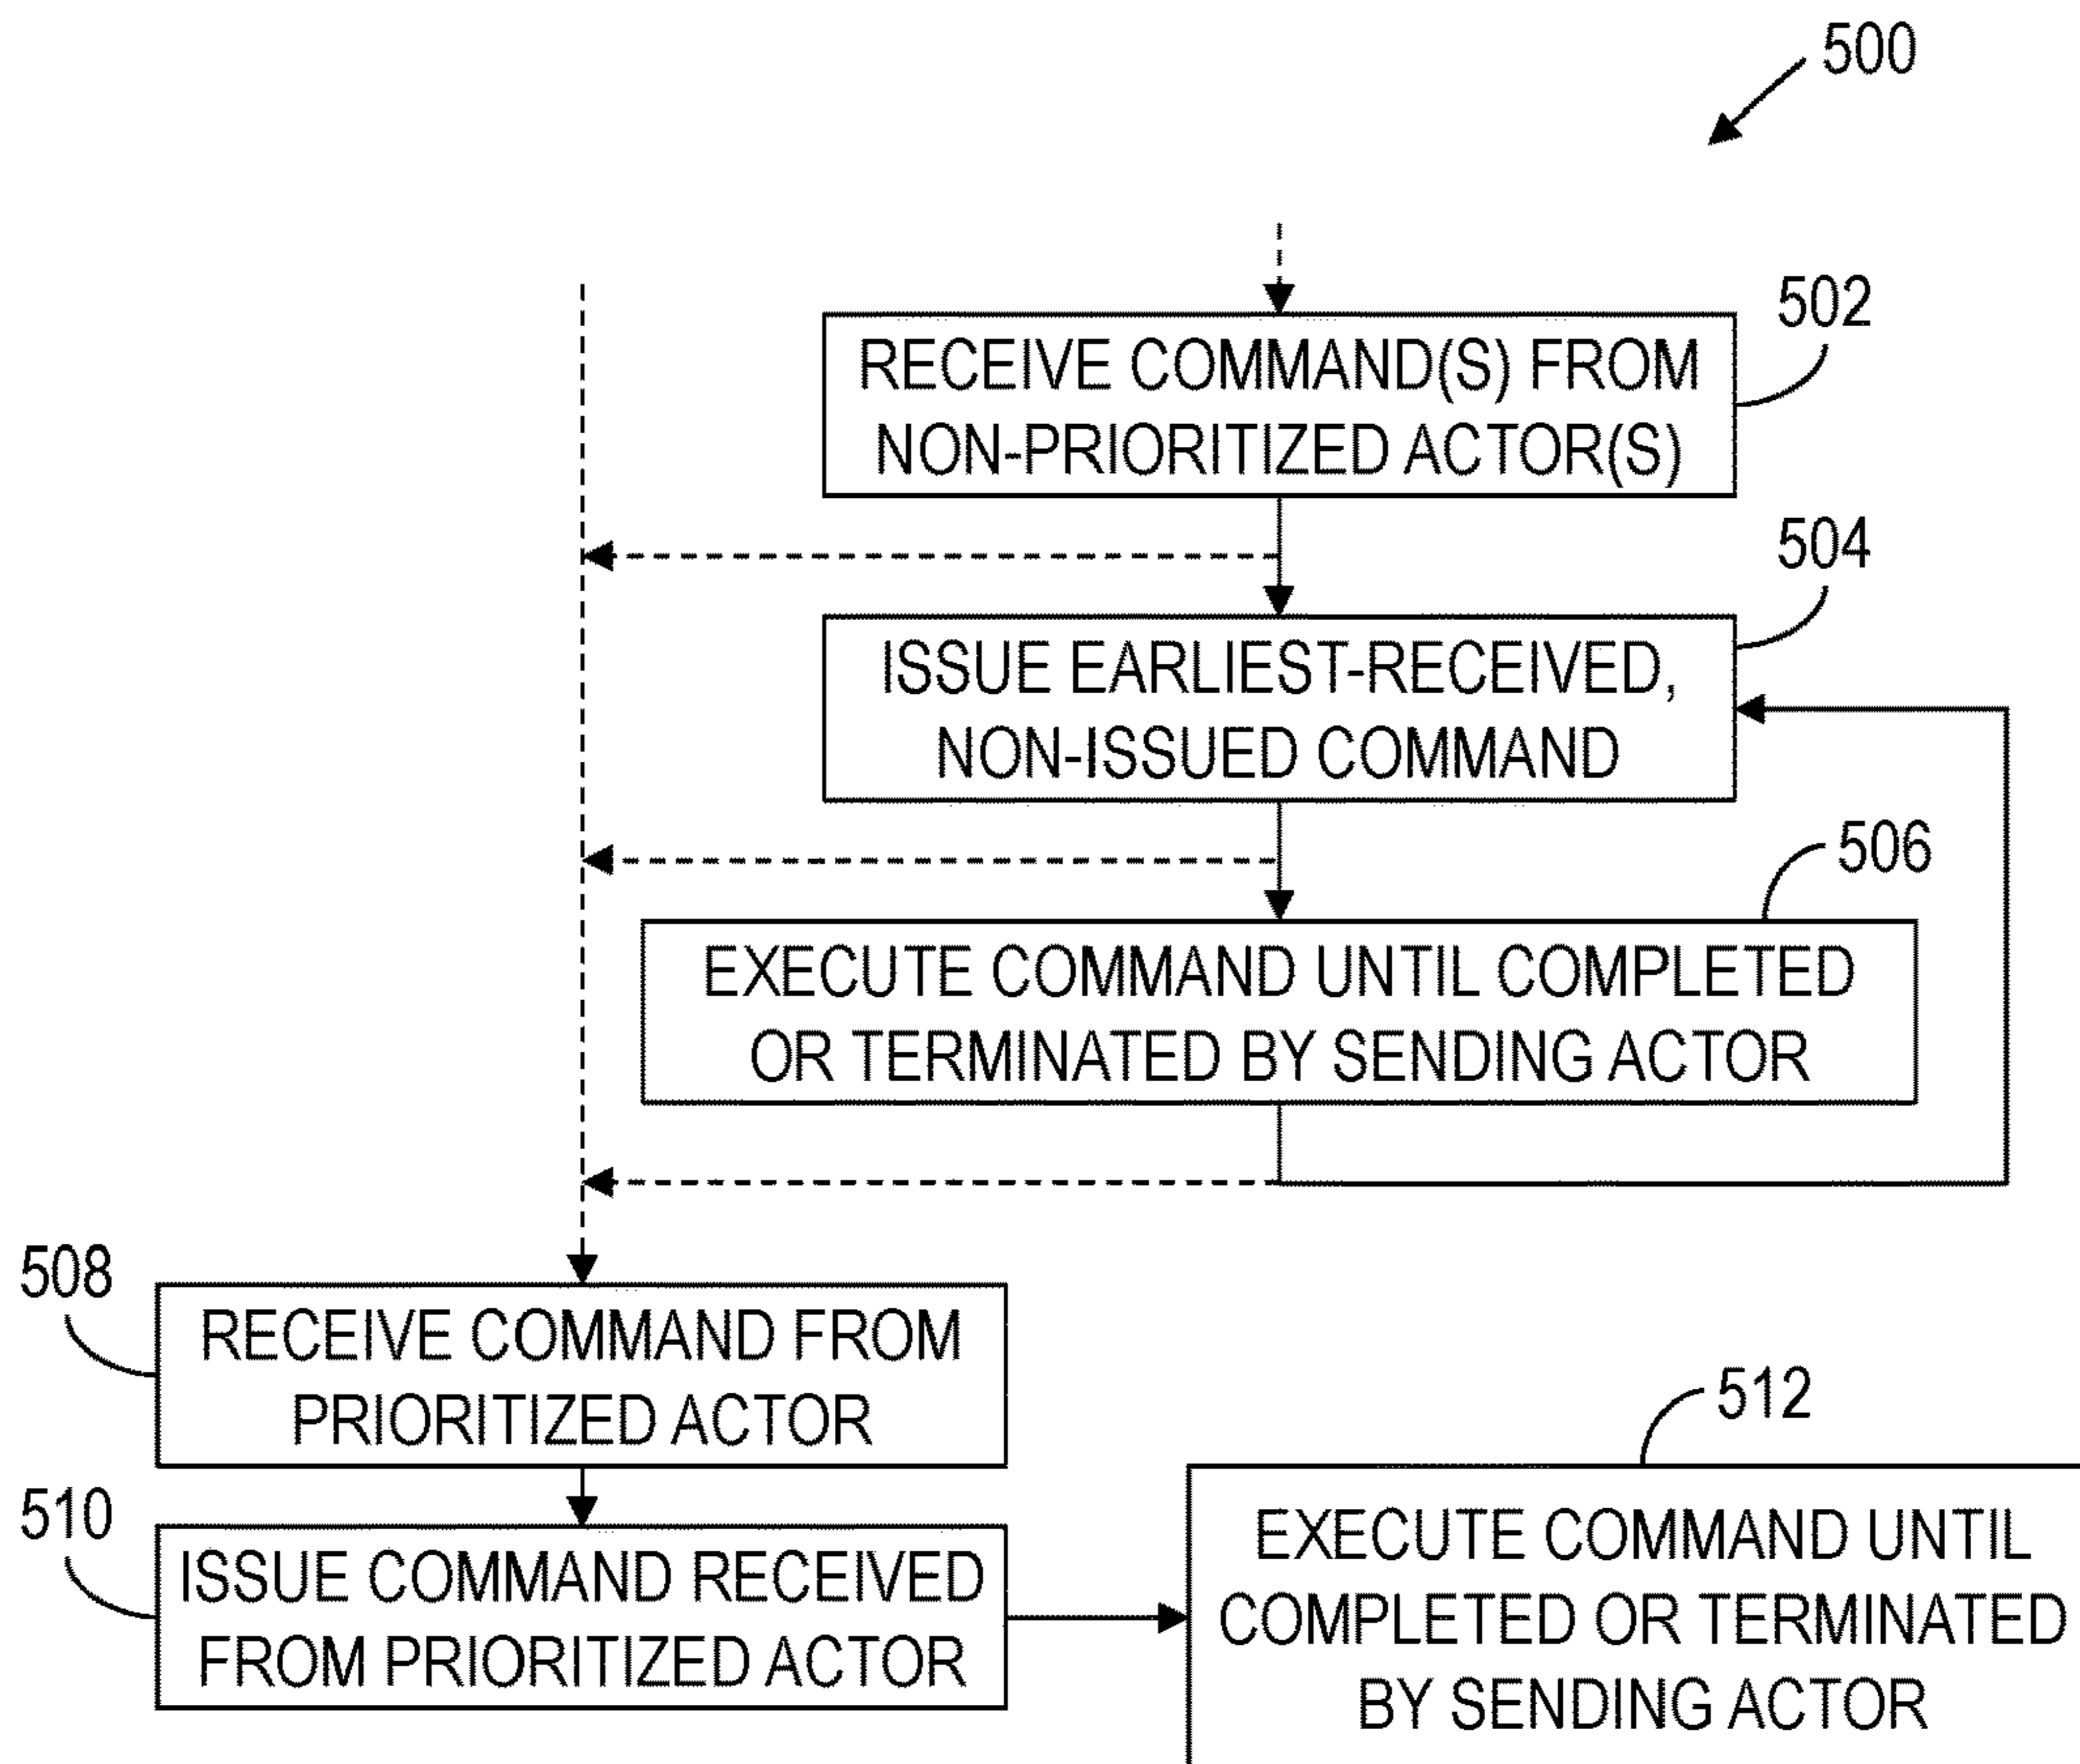 500
502
RECEIVE COMMAND(S) FROM
NON-PRIORITIZED ACTOR(S)
504
ISSUE EARLIEST-RECEIVED,
NON-ISSUED COMMAND
506
EXECUTE COMMAND UNTIL COMPLETED
OR TERMINATED BY SENDING ACTOR
508
RECEIVE COMMAND FROM
PRIORITIZED ACTOR
510
ISSUE COMMAND RECEIVED
FROM PRIORITIZED ACTOR
512
EXECUTE COMMAND UNTIL
COMPLETED OR TERMINATED
BY SENDING ACTOR